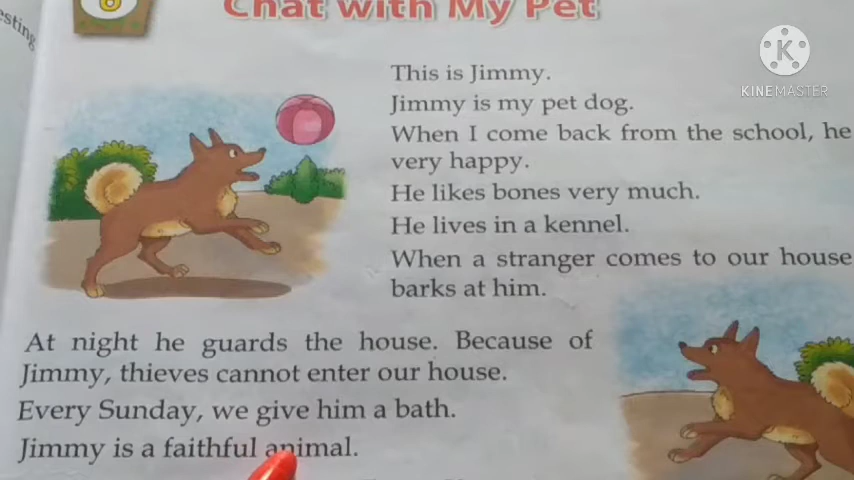 esting
8
Chat with My Pet
KINEMASTER
This is Jimmy.
Jimmy is my pet dog.
When I come back from the school, he
very happy.
He likes bones very much.
He lives in a kennel.
When a stranger comes to our house
barks at him.
At night he guards the house. Because of
Jimmy, thieves cannot enter our house.
Every Sunday, we give him a bath.
Jimmy is a faithful animal.